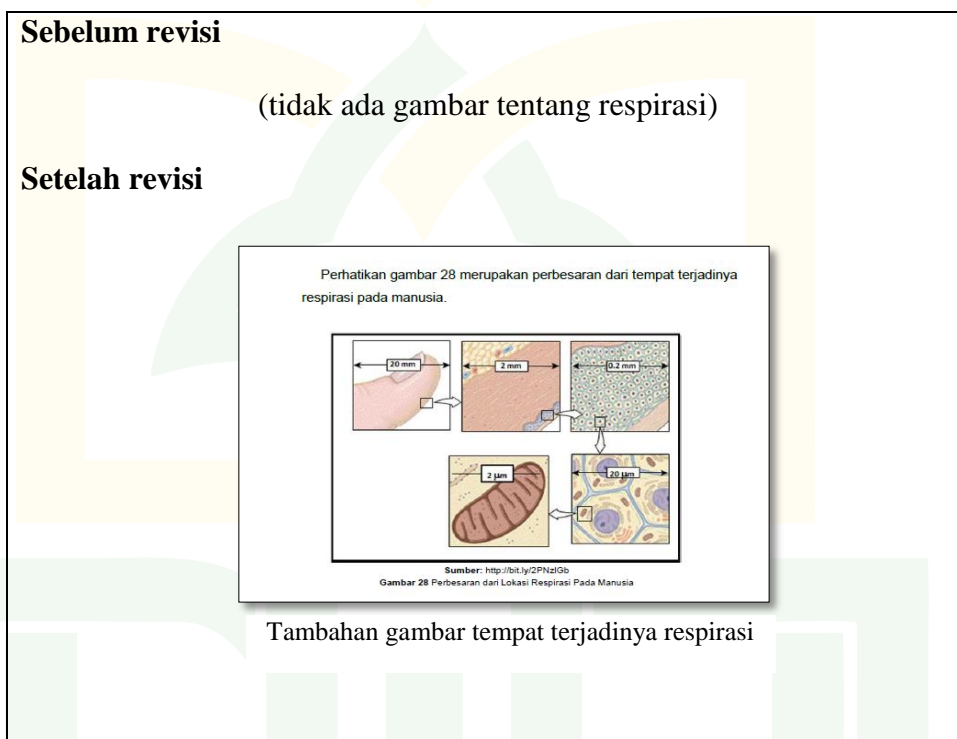 Sebelum revisi
(tidak ada gambar tentang respirasi)
Setelah revisi
Perhatikan gambar 28 merupakan perbesaran dari tempat terjadinya
respirasi pada manusia.
20 mm
2 mm
0.2 mm
2 µm
20 µm
Sumber: http://bit.ly/2PNzIGb
Gambar 28 Perbesaran dari Lokasi Respirasi Pada Manusia
Tambahan gambar tempat terjadinya respirasi